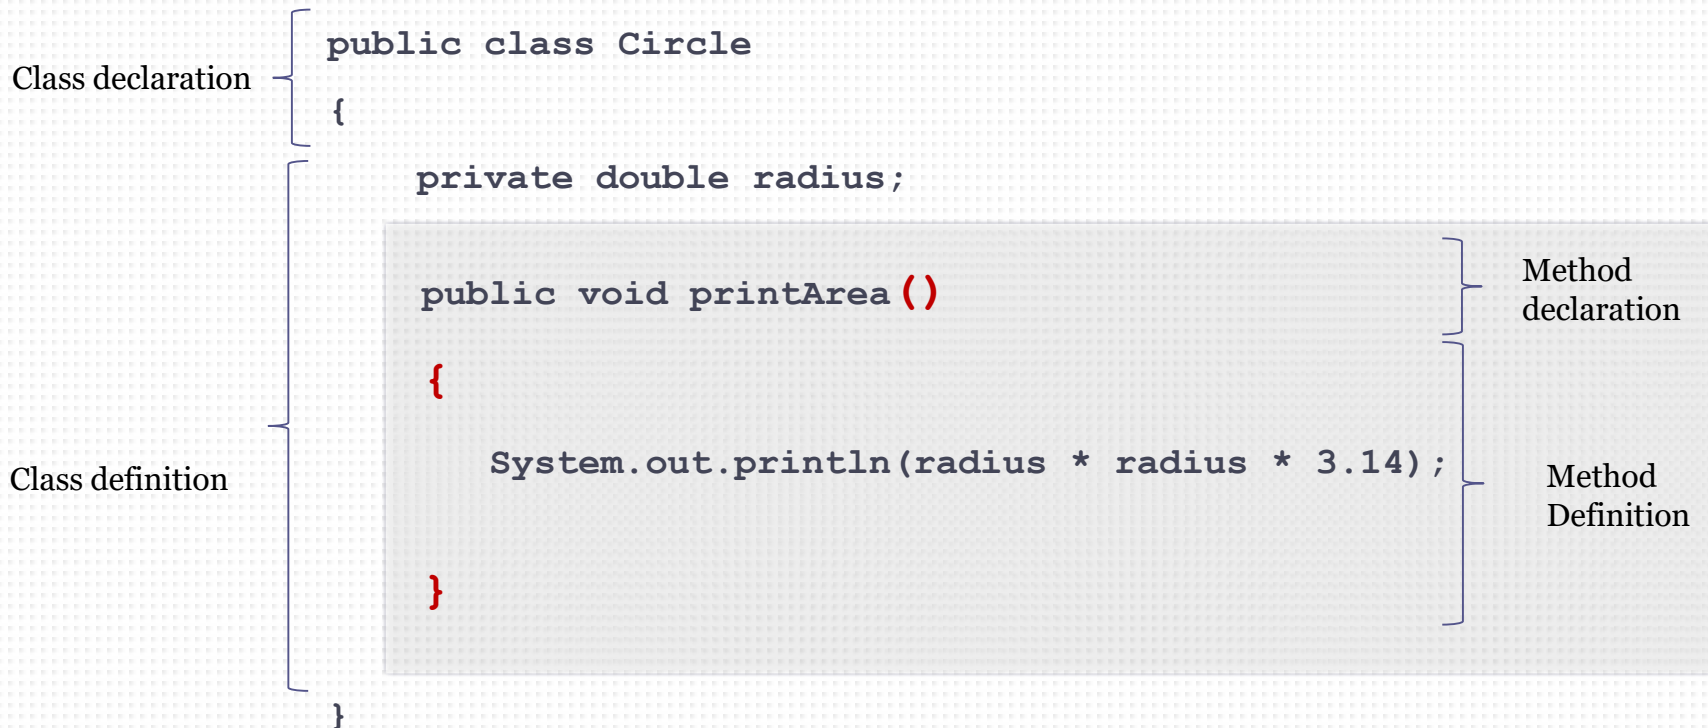 public class Circle
Class declaration
{
private double radius;
public void printArea()
Method
declaration
{
System.out.println(radius * radius * 3.14);
Class definition
Method
Definition
}
}